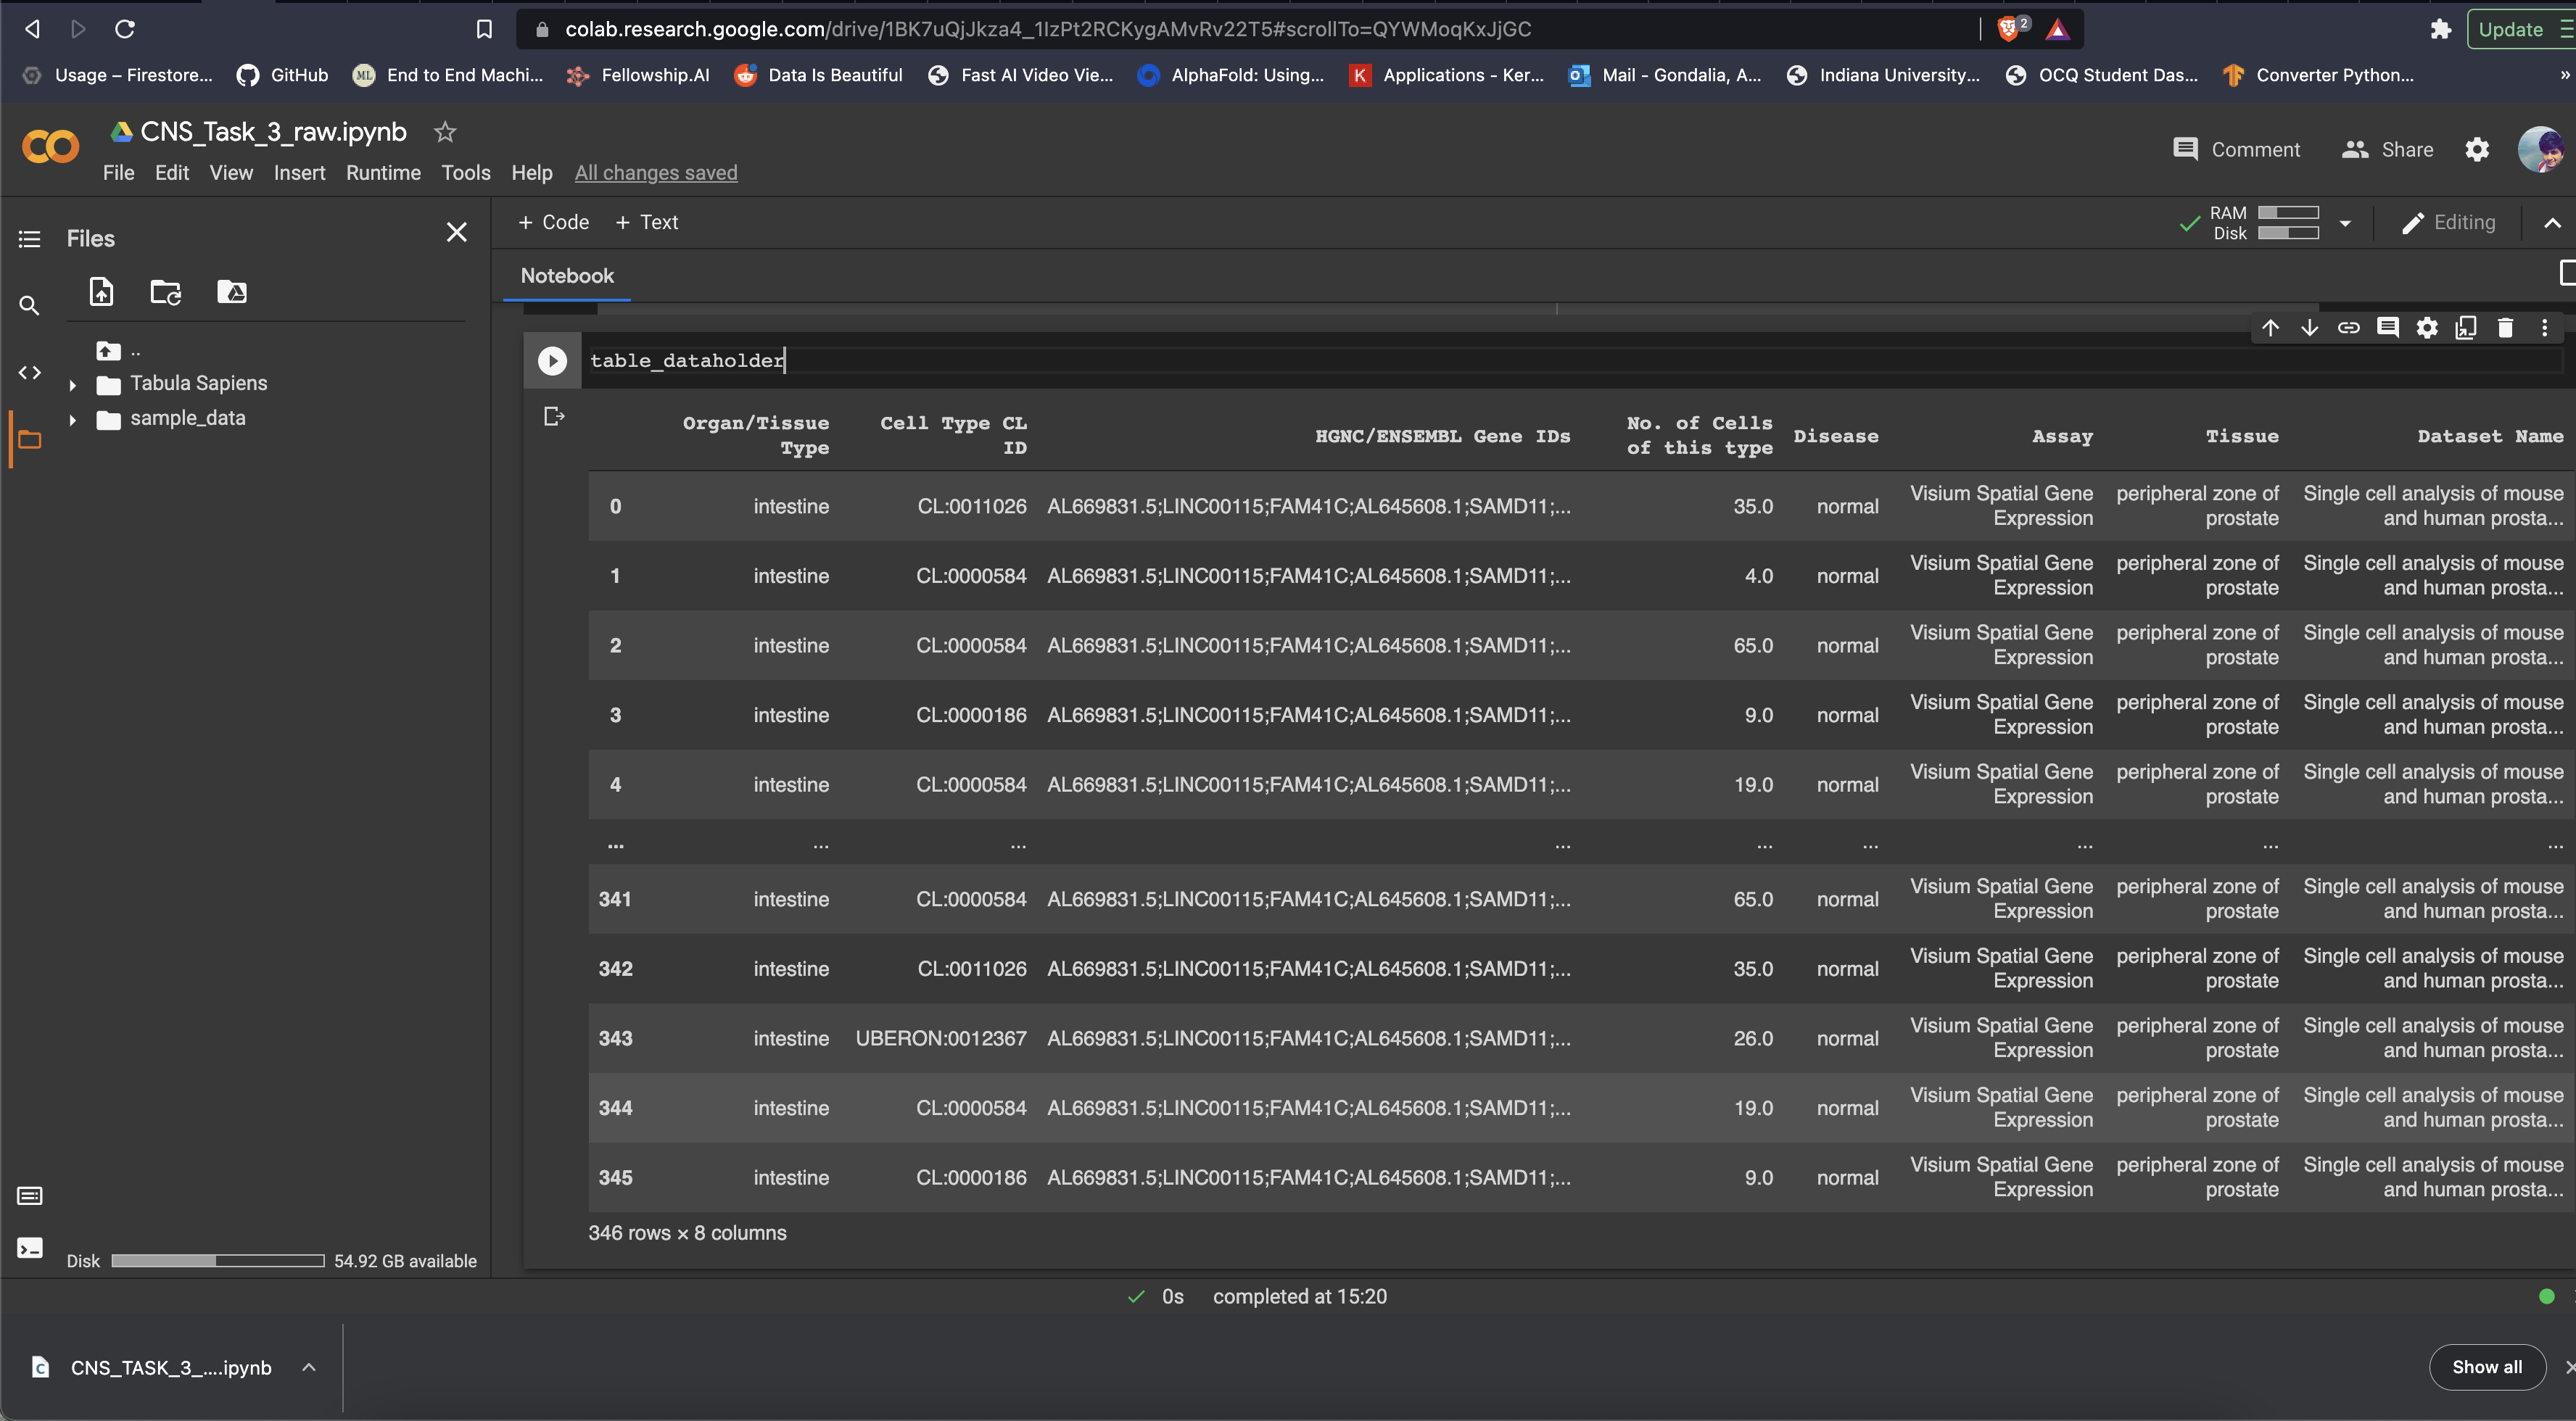 colab.research.google.com/drive/1BK7uQjJkza4_1IzPt2RCKygAMvRv22T5#scrollTo=QYWMoqKxJjGC
2
Update
Usage – Firestore... GitHub End to End Machi... Fellowship.AI Data Is Beautiful Fast AI Video Vie... AlphaFold: Using... Applications - Ker... Mail - Gondalia, A... Indiana University... OCQ Student Das... Converter Python... »
CNS_Task_3_raw.ipynb
Comment Share
File Edit View Insert Runtime Tools Help All changes saved
Files
+ Code + Text
RAM
Disk
Editing
Notebook
..
Tabula Sapiens
sample_data
table_dataholder
Organ/Tissue Type Cell Type CL ID HGNC/ENSEMBL Gene IDs No. of Cells of this type Disease Assay Tissue Dataset Name
0 intestine CL:0011026 AL669831.5;LINC00115;FAM41C;AL645608.1;SAMD11;... 35.0 normal Visium Spatial Gene Expression peripheral zone of prostate Single cell analysis of mouse and human prosta...
1 intestine CL:0000584 AL669831.5;LINC00115;FAM41C;AL645608.1;SAMD11;... 4.0 normal Visium Spatial Gene Expression peripheral zone of prostate Single cell analysis of mouse and human prosta...
2 intestine CL:0000584 AL669831.5;LINC00115;FAM41C;AL645608.1;SAMD11;... 65.0 normal Visium Spatial Gene Expression peripheral zone of prostate Single cell analysis of mouse and human prosta...
3 intestine CL:0000186 AL669831.5;LINC00115;FAM41C;AL645608.1;SAMD11;... 9.0 normal Visium Spatial Gene Expression peripheral zone of prostate Single cell analysis of mouse and human prosta...
4 intestine CL:0000584 AL669831.5;LINC00115;FAM41C;AL645608.1;SAMD11;... 19.0 normal Visium Spatial Gene Expression peripheral zone of prostate Single cell analysis of mouse and human prosta...
... ... ... ... ... ... ... ... ...
341 intestine CL:0000584 AL669831.5;LINC00115;FAM41C;AL645608.1;SAMD11;... 65.0 normal Visium Spatial Gene Expression peripheral zone of prostate Single cell analysis of mouse and human prosta...
342 intestine CL:0011026 AL669831.5;LINC00115;FAM41C;AL645608.1;SAMD11;... 35.0 normal Visium Spatial Gene Expression peripheral zone of prostate Single cell analysis of mouse and human prosta...
343 intestine UBERON:0012367 AL669831.5;LINC00115;FAM41C;AL645608.1;SAMD11;... 26.0 normal Visium Spatial Gene Expression peripheral zone of prostate Single cell analysis of mouse and human prosta...
344 intestine CL:0000584 AL669831.5;LINC00115;FAM41C;AL645608.1;SAMD11;... 19.0 normal Visium Spatial Gene Expression peripheral zone of prostate Single cell analysis of mouse and human prosta...
345 intestine CL:0000186 AL669831.5;LINC00115;FAM41C;AL645608.1;SAMD11;... 9.0 normal Visium Spatial Gene Expression peripheral zone of prostate Single cell analysis of mouse and human prosta...
346 rows × 8 columns
Disk 54.92 GB available
0s completed at 15:20
CNS_TASK_3_....ipynb
Show all